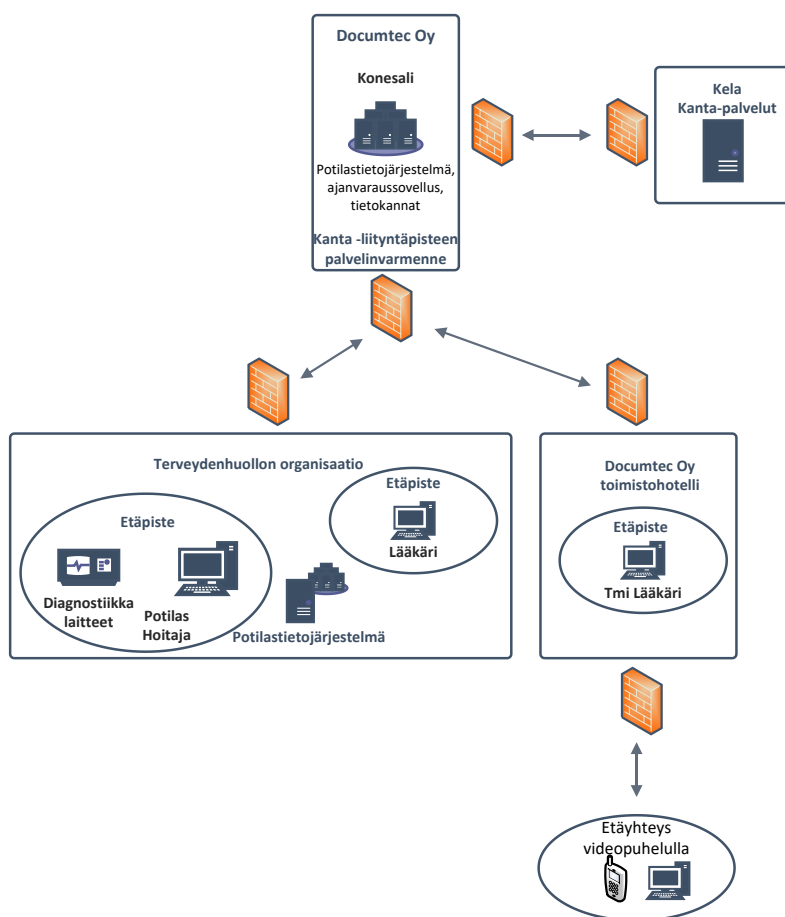 Documtec Oy
Konesali
Potilastietojärjestelmä,
ajanvaraussovellus,
tietokannat
Kanta -liityntäpisteen
palvelinvarmenne
Kela
Kanta-palvelut
Terveydenhuollon organisaatio
Etäpiste
Diagnostiikka
laitteet
Potilas
Hoitaja
Etäpiste
Lääkäri
Potilastietojärjestelmä
Documtec Oy
toimistohotelli
Etäpiste
Tmi Lääkäri
Etäyhteys
videopuhelulla